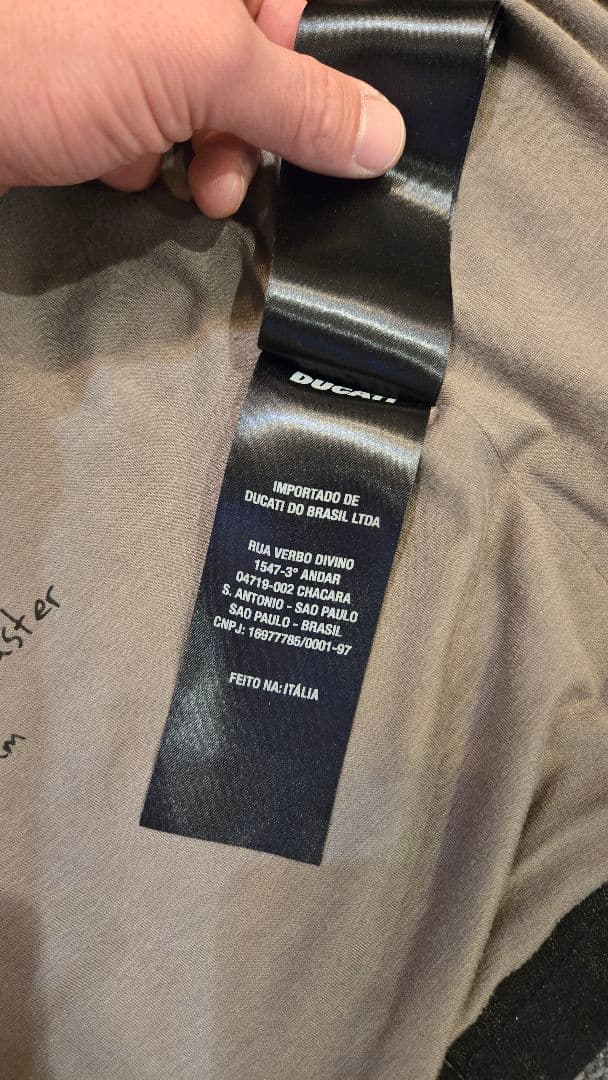 DUCATI
IMPORTADO DE
DUCATI DO BRASIL LTDA
RUA VERBO DIVINO
1547-3° ANDAR
04719-002 CHACARA
S. ANTONIO - SAO PAULO
SAO PAULO - BRASIL
CNPJ: 16977785/0001-97
FEITO NA: ITÁLIA